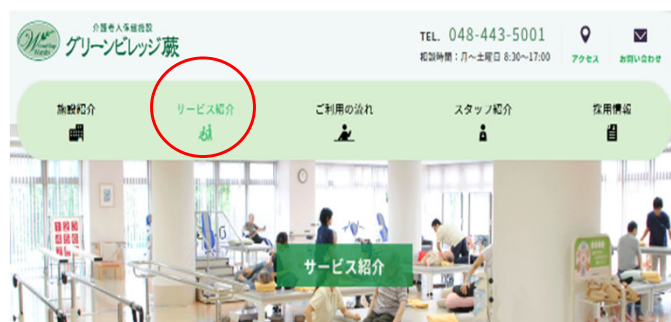 介護老人保健施設
グリーンビレッジ蕨
TEL. 048-443-5001
相談時間：月～土曜日 8:30～17:00
アクセス
お問い合わせ
施設紹介
サービス紹介
ご利用の流れ
スタッフ紹介
採用情報
サービス紹介